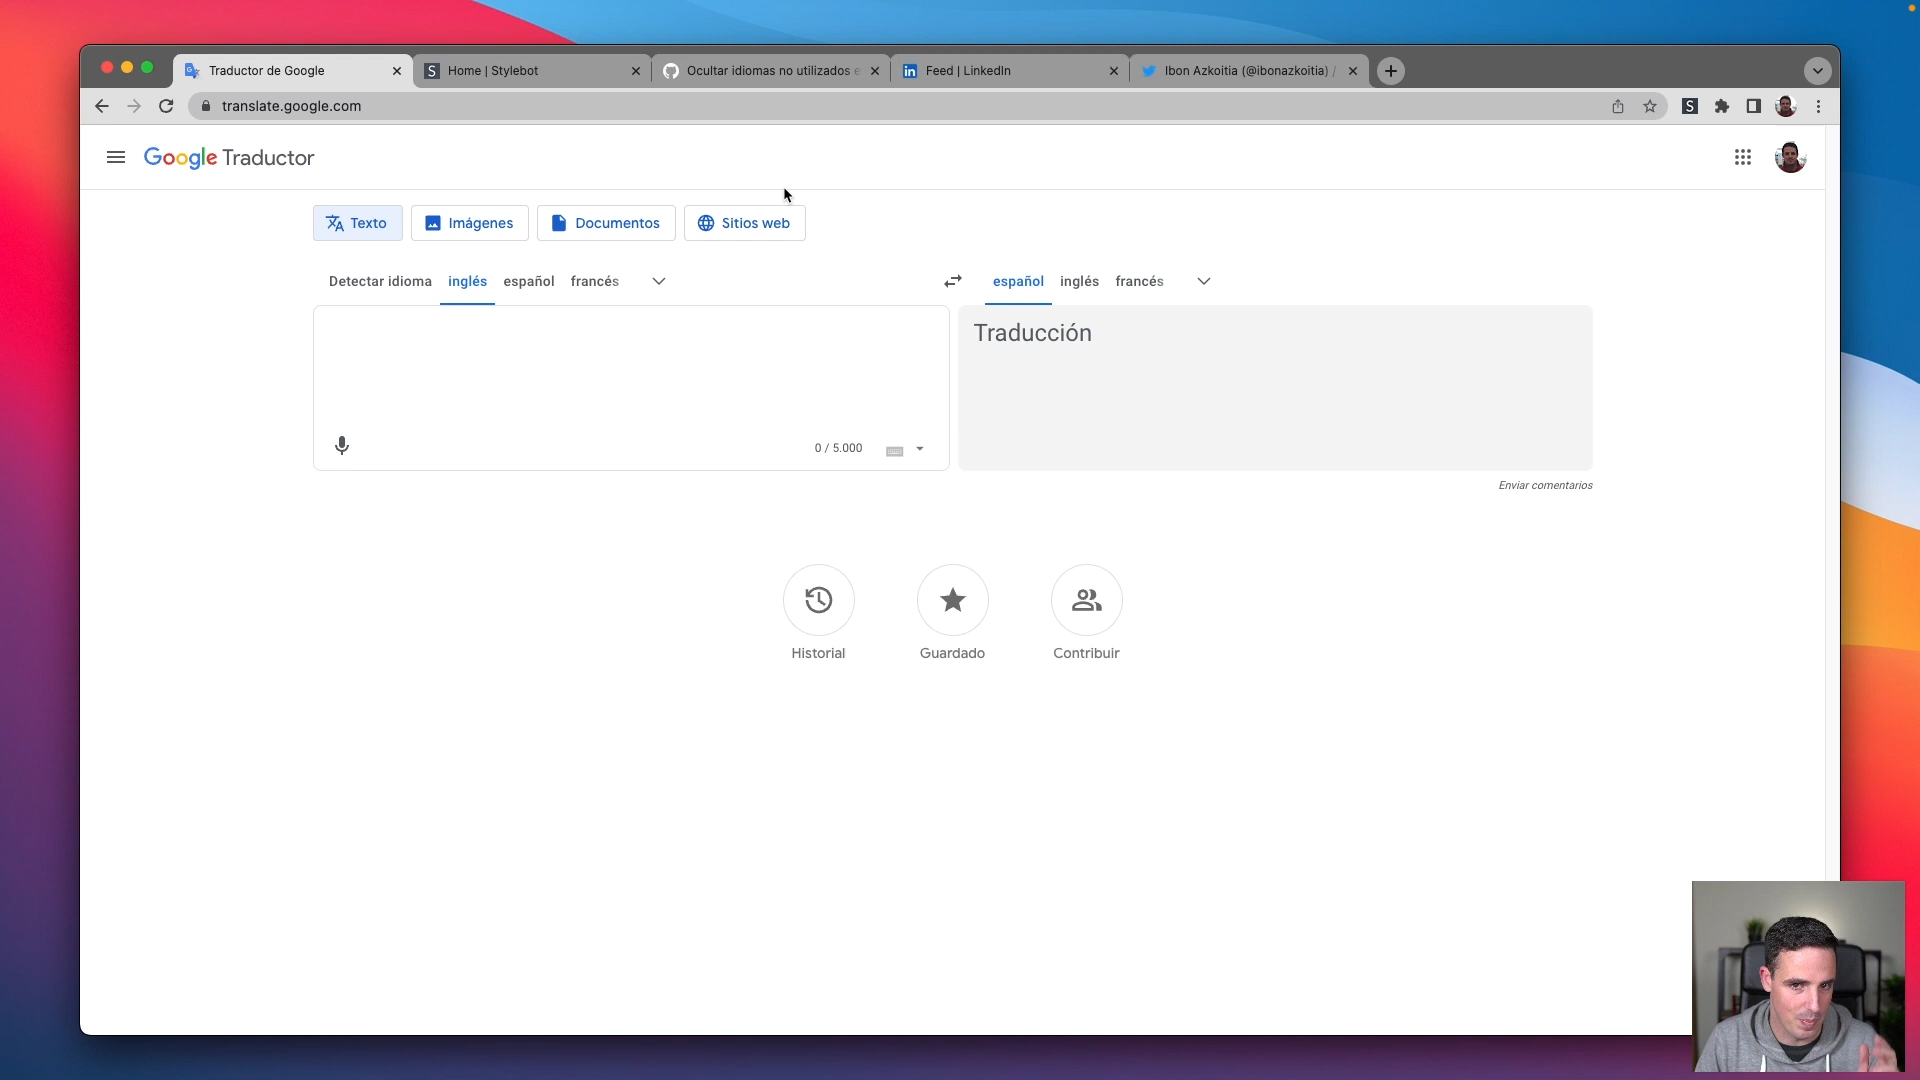 Traductor de Google
Home | Stylebot
Ocultar idiomas no utilizados e
Feed | LinkedIn
Ibon Azkoitia (@ibonazkoitia) /
translate.google.com
Google Traductor
Texto
Imágenes
Documentos
Sitios web
Detectar idioma inglés español francés
español inglés francés
Traducción
0 / 5.000
Enviar comentarios
Historial
Guardado
Contribuir